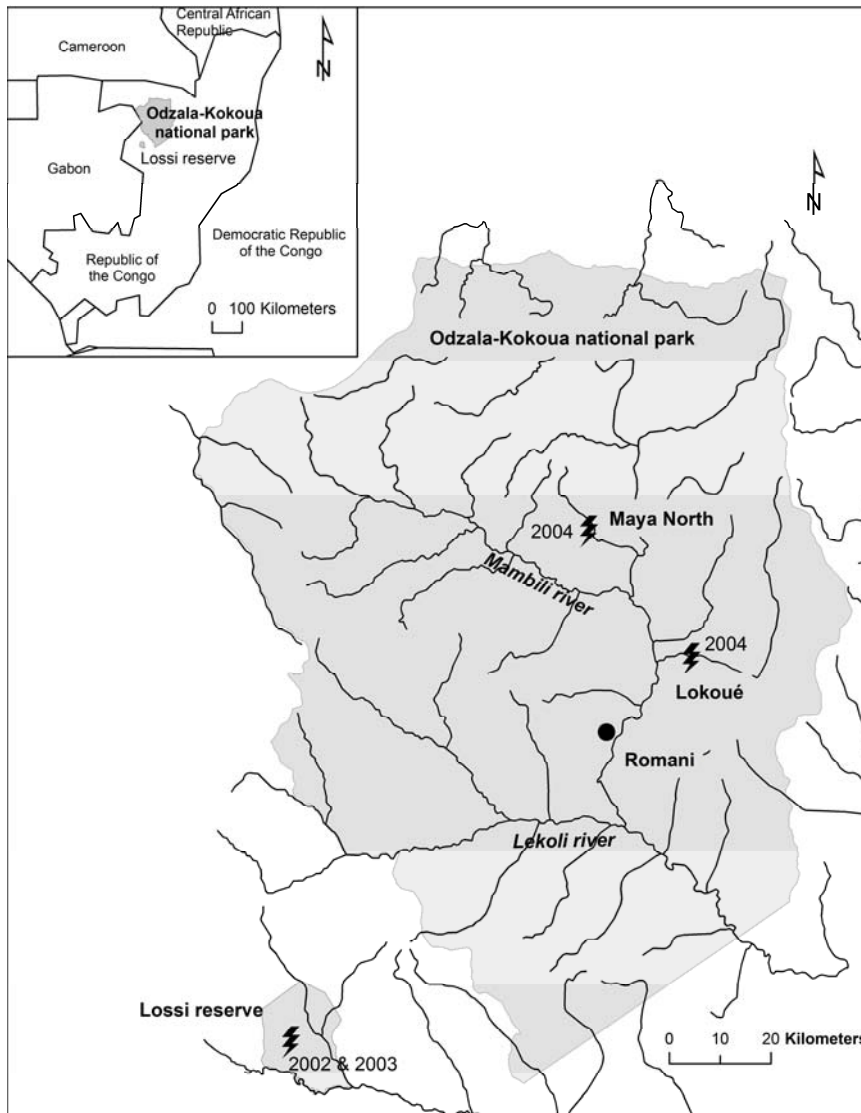 Central African
Republic
Cameroon
N
Odzala-Kokoua
national park
Lossi reserve
Gabon
Democratic Republic
of the Congo
Republic of
the Congo
0 100 Kilometers
N
Odzala-Kokoua national park
2004
Maya North
Mambili river
2004
Lokoué
Romani
Lekoli river
Lossi reserve
2002 & 2003
0 10 20 Kilometers